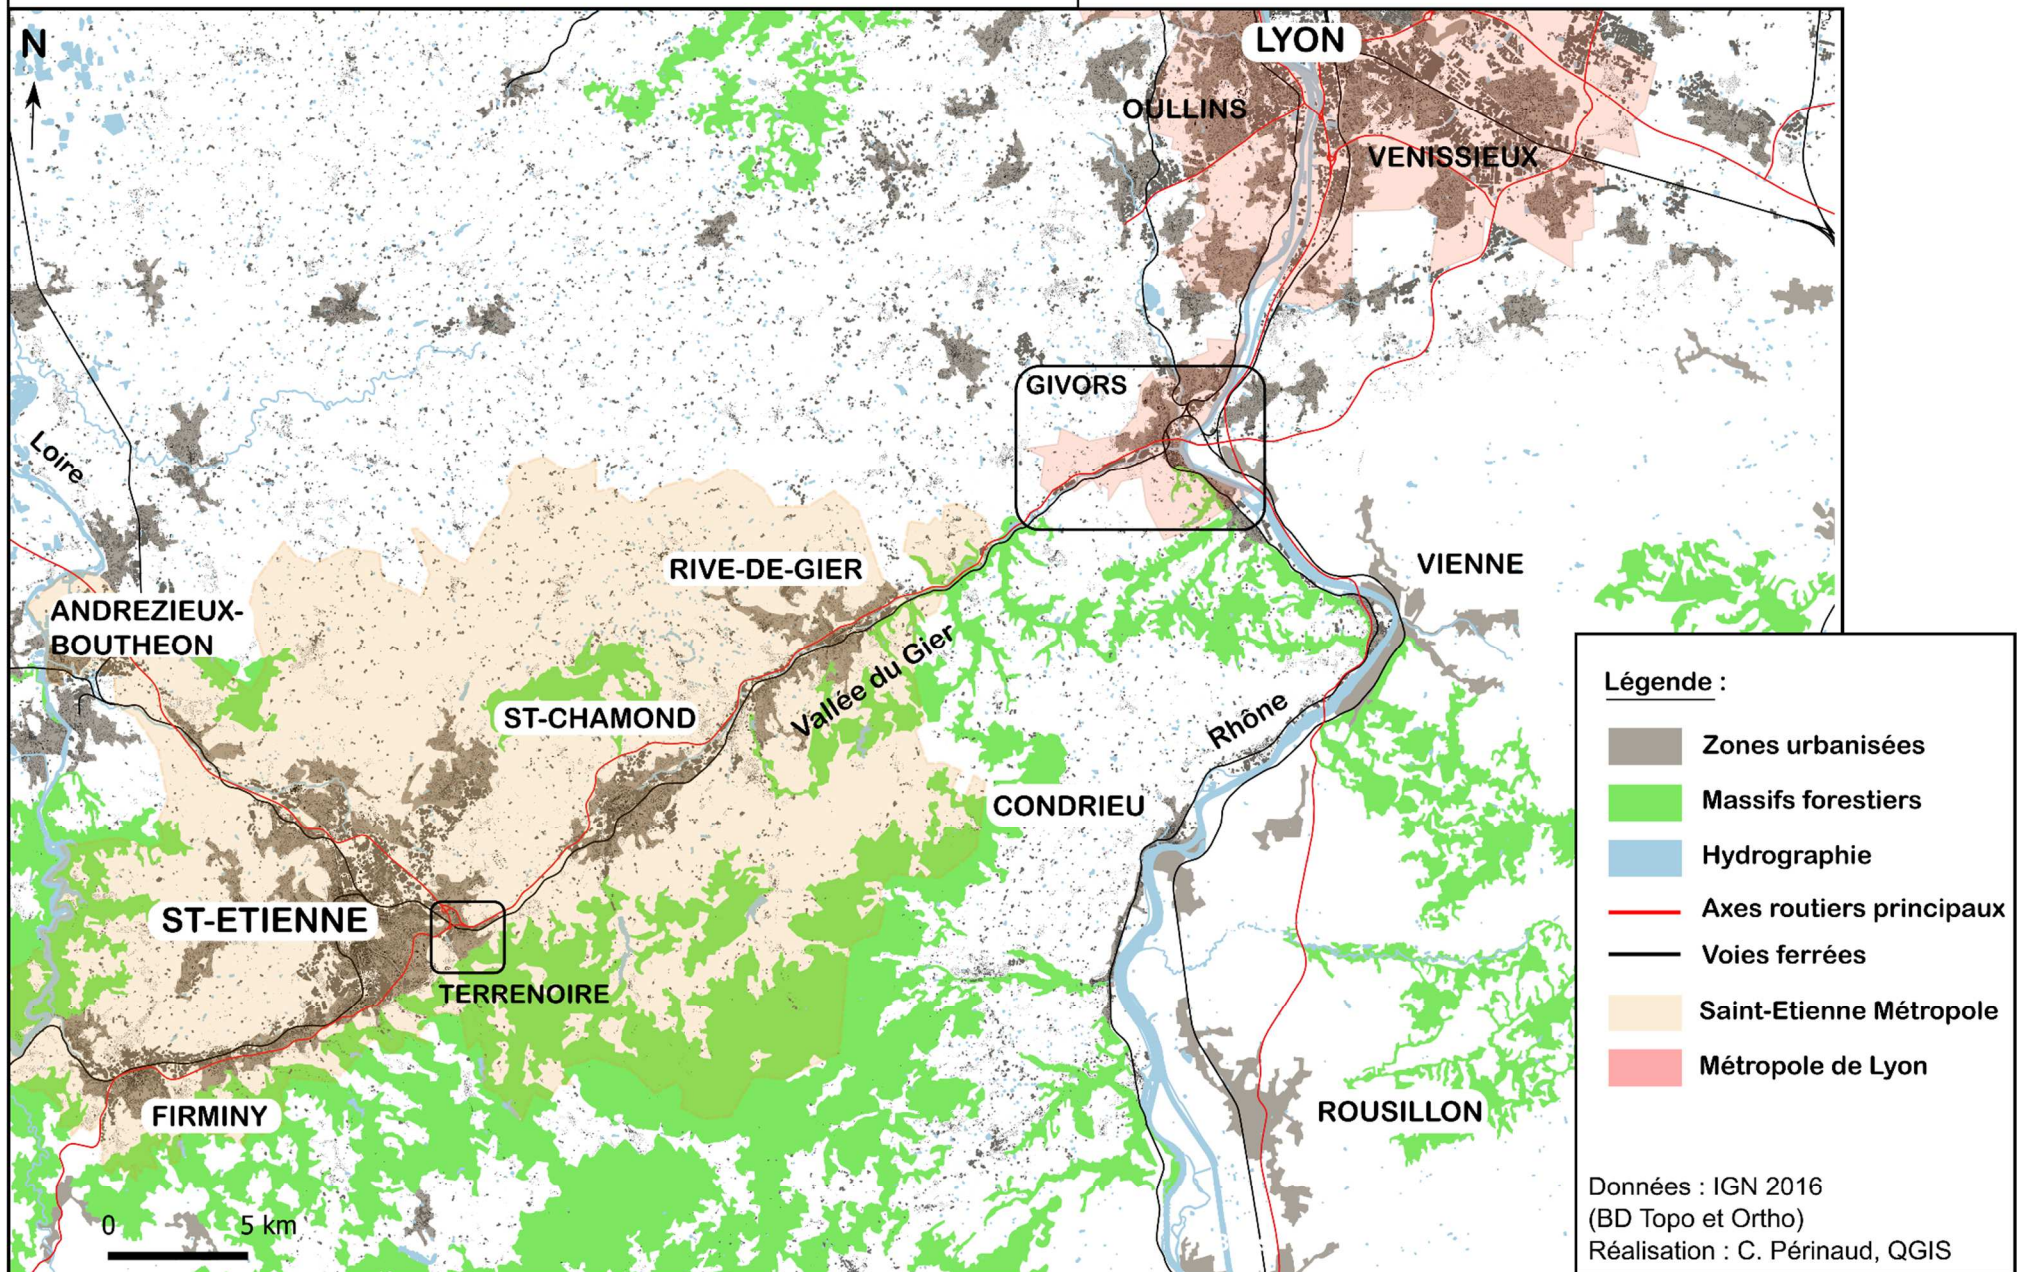 N
LYON
OULLINS
VENISSIEUX
GIVORS
Loire
RIVE-DE-GIER
VIENNE
ANDREZIEUX-
BOUTHEON
Vallée du Gier
ST-CHAMOND
Rhône
CONDRIEU
ST-ETIENNE
TERRENOIRE
FIRMINY
ROUSILLON
0 5 km
Légende :
Zones urbanisées
Massifs forestiers
Hydrographie
Axes routiers principaux
Voies ferrées
Saint-Etienne Métropole
Métropole de Lyon
Données : IGN 2016
(BD Topo et Ortho)
Réalisation : C. Périnaud, QGIS